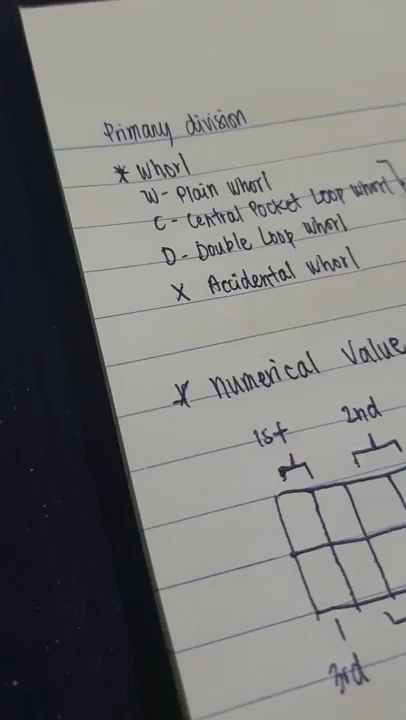 Primary division
* Whorl
W- Plain Whorl
C- Central Pocket Loop Whorl
D- Double Loop Whorl
X Accidental Whorl
* Numerical Value
1st 2nd
3rd